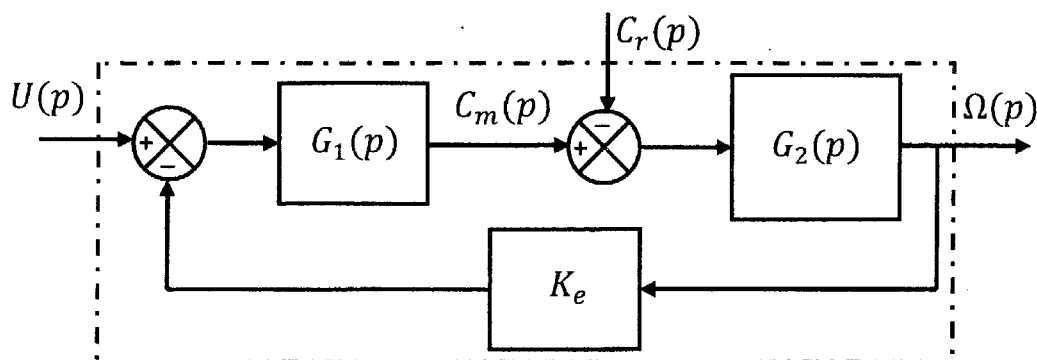 C_r(p)
U(p)
C_m(p)
Ω(p)
+
−
G_1(p)
+
−
G_2(p)
K_e